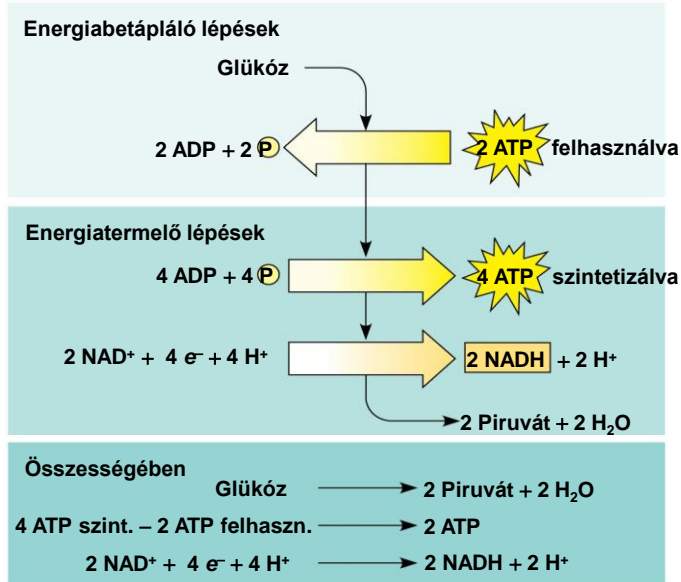 Energiabetápláló lépések
Glükóz
2 ADP + 2 P
2 ATP felhasználva
Energiatermelő lépések
4 ADP + 4 P
4 ATP szintetizálva
2 NAD⁺ + 4 e⁻ + 4 H⁺
2 NADH + 2 H⁺
2 Piruvát + 2 H₂O
Összességében
Glükóz → 2 Piruvát + 2 H₂O
4 ATP szint. – 2 ATP felhaszn. → 2 ATP
2 NAD⁺ + 4 e⁻ + 4 H⁺ → 2 NADH + 2 H⁺